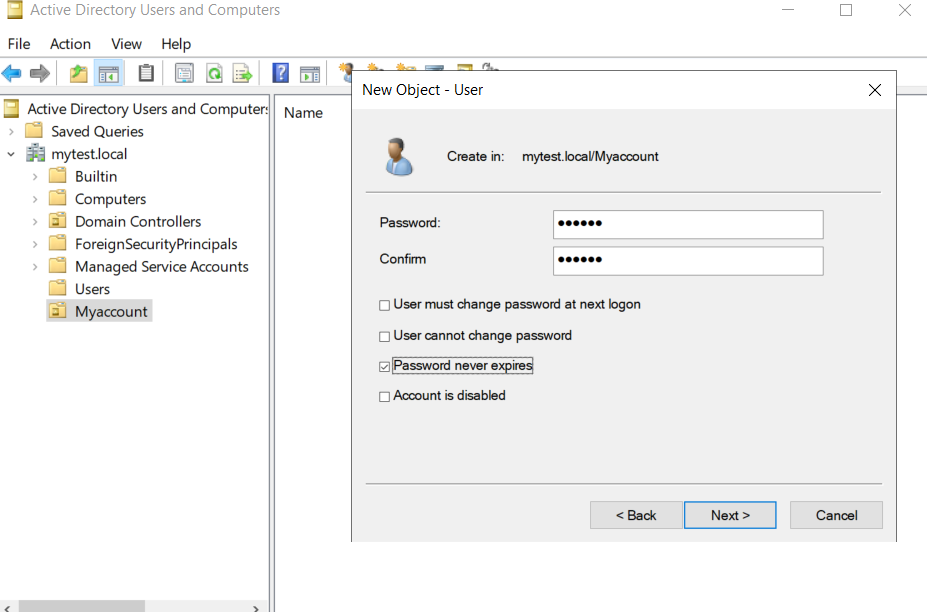 Active Directory Users and Computers
File Action View Help
Active Directory Users and Computers
Saved Queries
mytest.local
Builtin
Computers
Domain Controllers
ForeignSecurityPrincipals
Managed Service Accounts
Users
Myaccount
Name
New Object - User
Create in: mytest.local/Myaccount
Password: ••••••
Confirm ••••••
User must change password at next logon
User cannot change password
Password never expires
Account is disabled
< Back Next > Cancel